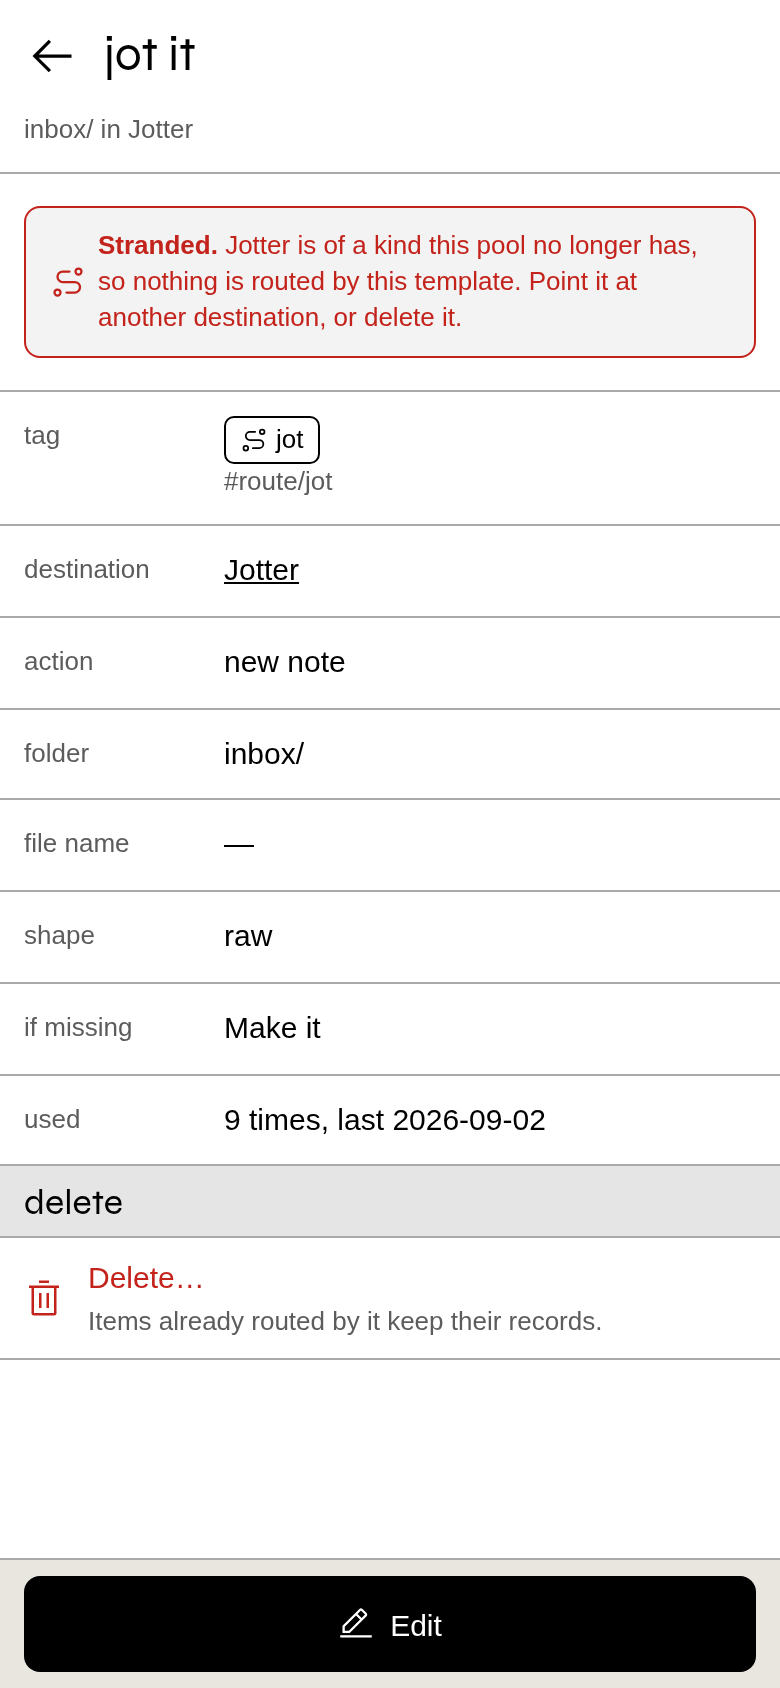 jot it
inbox/ in Jotter
Stranded. Jotter is of a kind this pool no longer has,
so nothing is routed by this template. Point it at
another destination, or delete it.
tag
jot
#route/jot
destination
Jotter
action
new note
folder
inbox/
file name
—
shape
raw
if missing
Make it
used
9 times, last 2026-09-02
delete
Delete…
Items already routed by it keep their records.
Edit